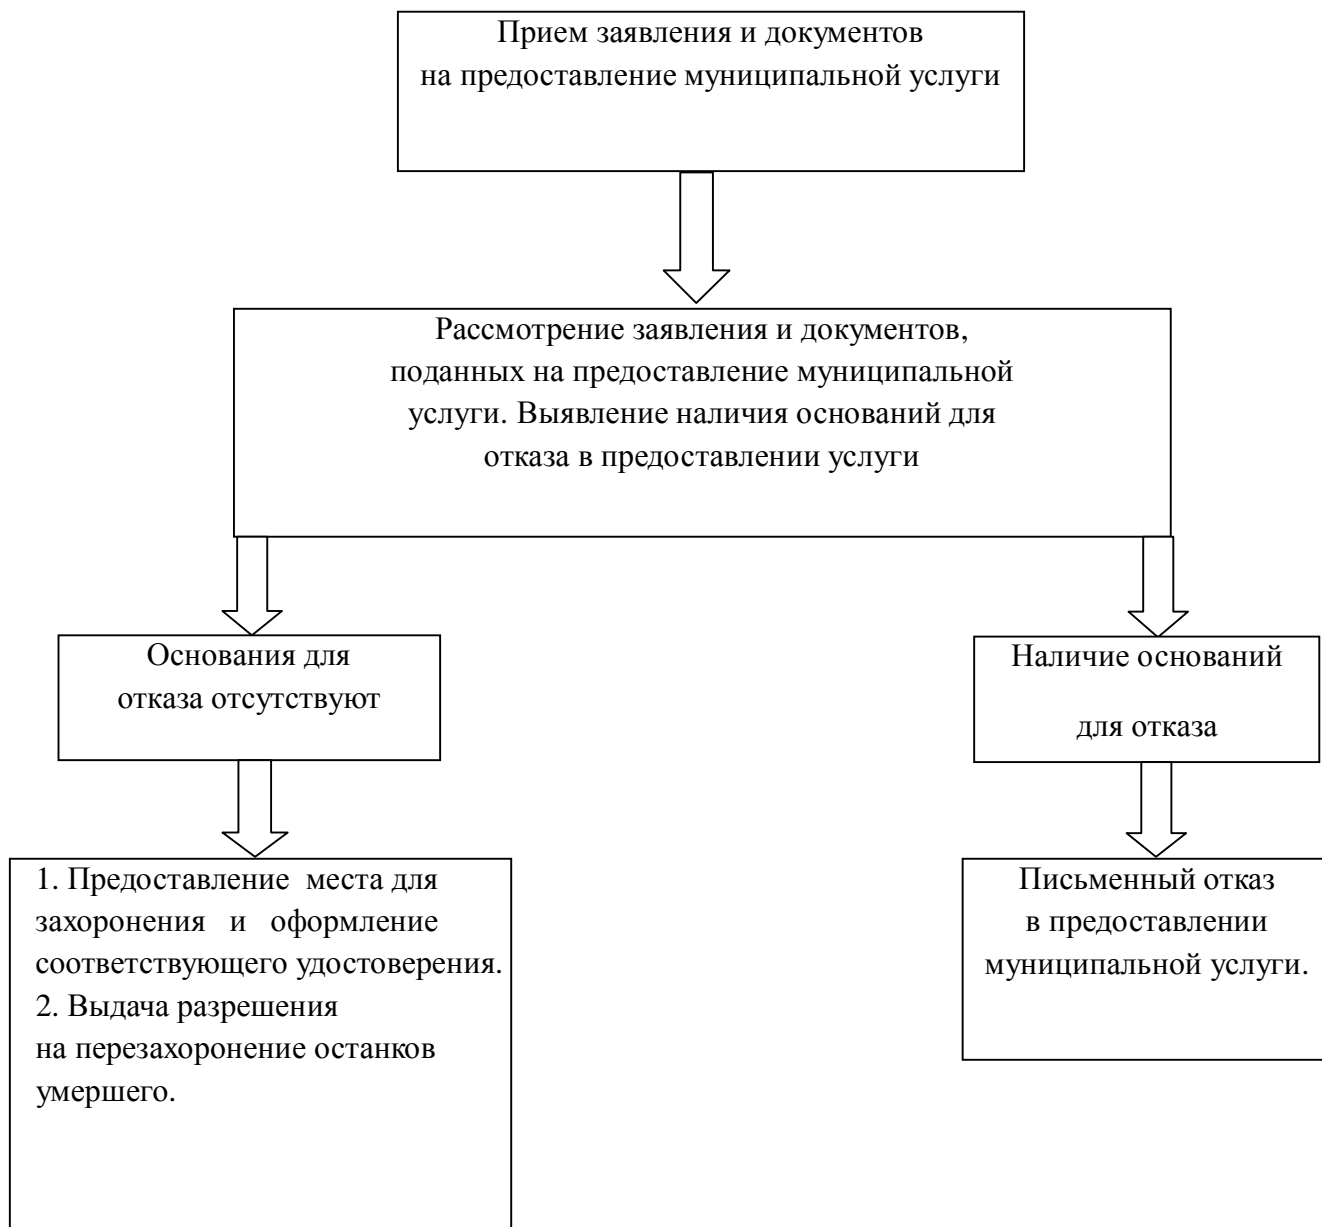 Прием заявления и документов
на предоставление муниципальной услуги
Рассмотрение заявления и документов,
поданных на предоставление муниципальной
услуги. Выявление наличия оснований для
отказа в предоставлении услуги
Основания для
отказа отсутствуют
Наличие оснований
для отказа
1. Предоставление места для
захоронения и оформление
соответствующего удостоверения.
2. Выдача разрешения
на перезахоронение останков
умершего.
Письменный отказ
в предоставлении
муниципальной услуги.